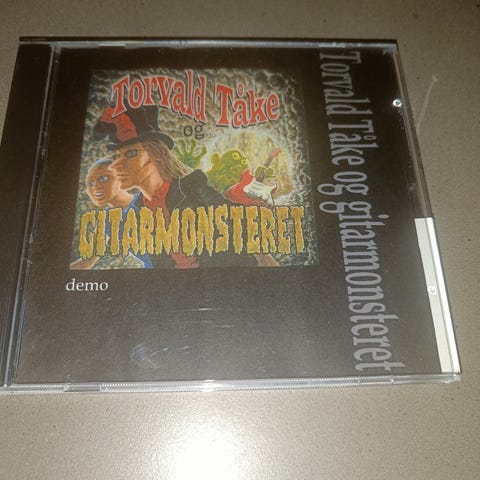 Torvald Tåke
og
GITARMONSTERET
demo
Torvald Tåke og gitarmonsteret